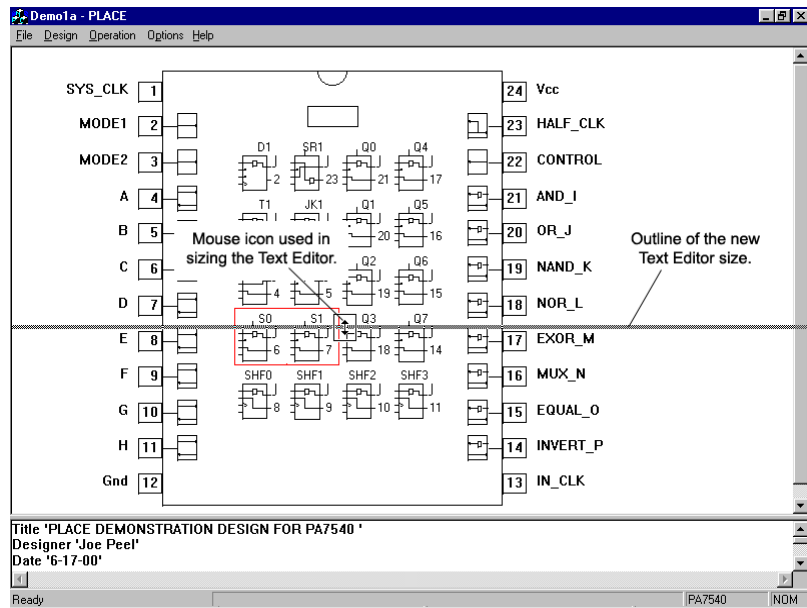 Demo1a - PLACE
File Design Operation Options Help
SYS_CLK 1
24 Vcc
MODE1 2
23 HALF_CLK
MODE2 3
22 CONTROL
A 4
21 AND_I
B 5
20 OR_J
C 6
19 NAND_K
D 7
18 NOR_L
E 8
17 EXOR_M
F 9
16 MUX_N
G 10
15 EQUAL_O
H 11
14 INVERT_P
Gnd 12
13 IN_CLK
D1 SR1 Q0 Q4
2 23 21 17
T1 JK1 Q1 Q5
20 16
Mouse icon used in
sizing the Text Editor.
Outline of the new
Text Editor size.
Q2 Q6
4 5 19 15
S0 S1 Q3 Q7
6 7 18 14
SHF0 SHF1 SHF2 SHF3
8 9 10 11
Title 'PLACE DEMONSTRATION DESIGN FOR PA7540 '
Designer 'Joe Peel'
Date '6-17-00'
Ready PA7540 NOM